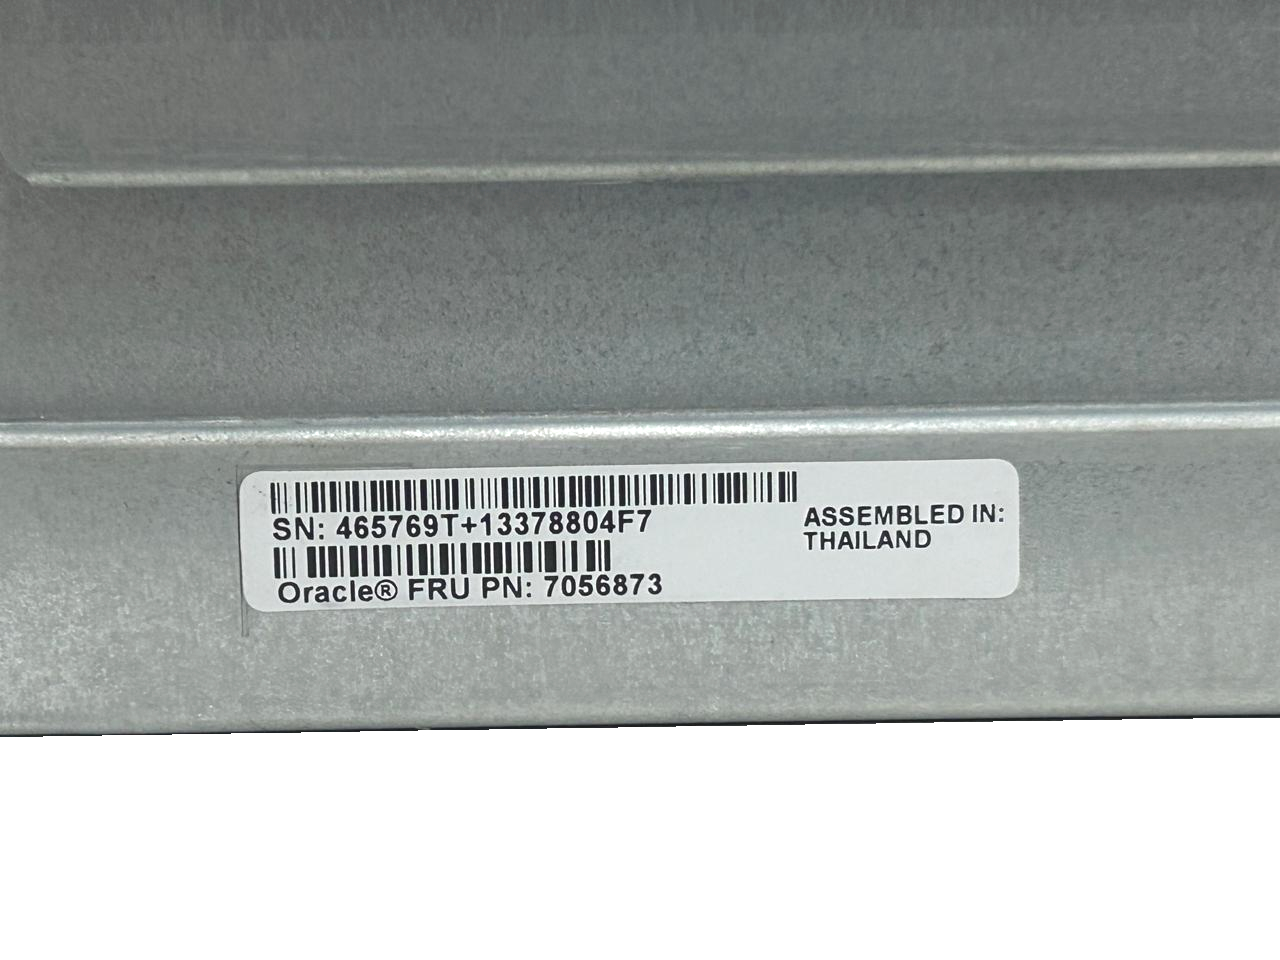 SN: 465769T+13378804F7
Oracle® FRU PN: 7056873
ASSEMBLED IN:
THAILAND